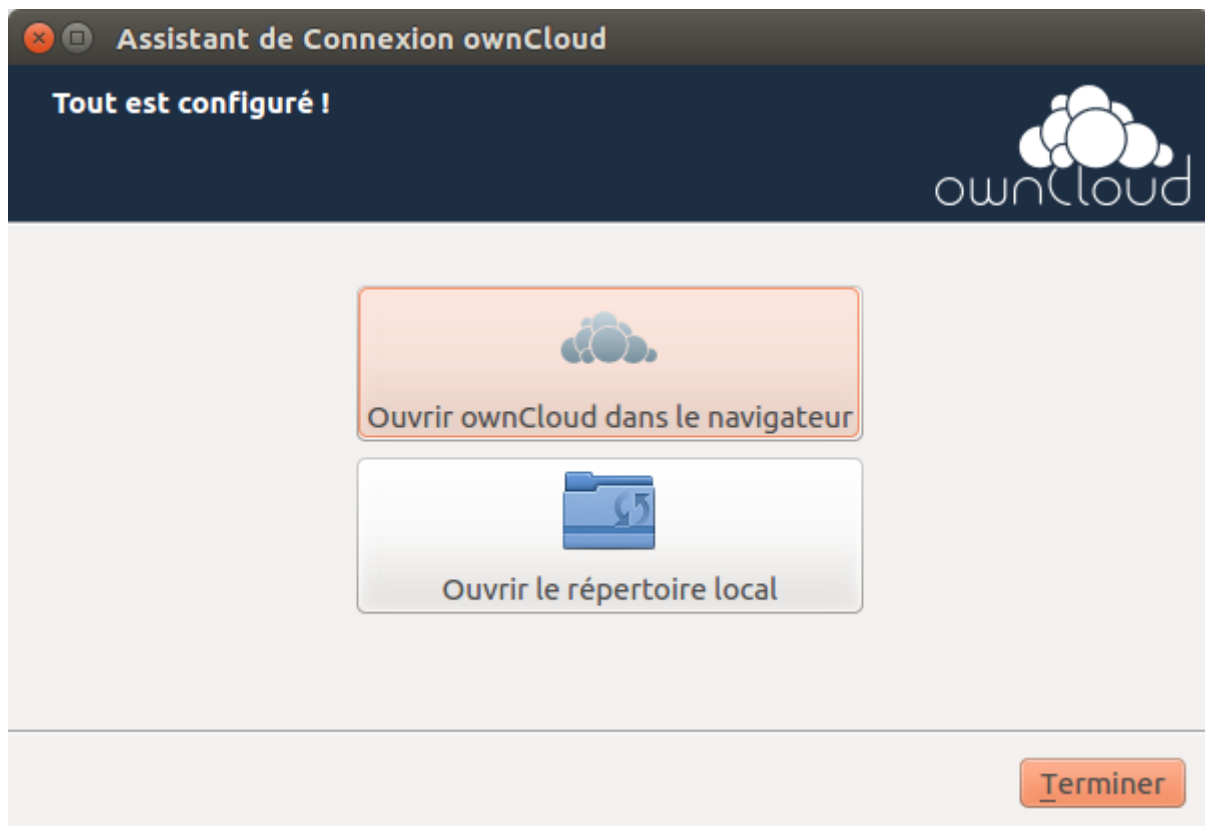 Assistant de Connexion ownCloud
Tout est configuré !
ownCloud
Ouvrir ownCloud dans le navigateur
Ouvrir le répertoire local
Terminer